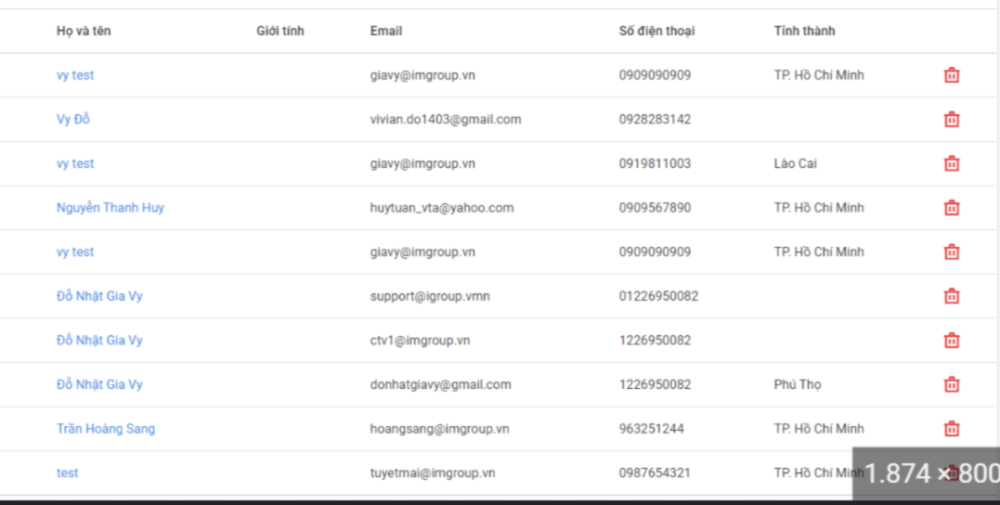 Họ và tên Giới tính Email Số điện thoại Tỉnh thành
vy test giavy@imgroup.vn 0909090909 TP. Hồ Chí Minh
Vy Đỗ vivian.do1403@gmail.com 0928283142
vy test giavy@imgroup.vn 0919811003 Lào Cai
Nguyễn Thanh Huy huytuan_vta@yahoo.com 0909567890 TP. Hồ Chí Minh
vy test giavy@imgroup.vn 0909090909 TP. Hồ Chí Minh
Đỗ Nhật Gia Vy support@igroup.vmn 01226950082
Đỗ Nhật Gia Vy ctv1@imgroup.vn 1226950082
Đỗ Nhật Gia Vy donhatgiavy@gmail.com 1226950082 Phú Thọ
Trần Hoàng Sang hoangsang@imgroup.vn 963251244 TP. Hồ Chí Minh
test tuyetmai@imgroup.vn 0987654321 TP. Hồ Chí Minh
1.874 × 800